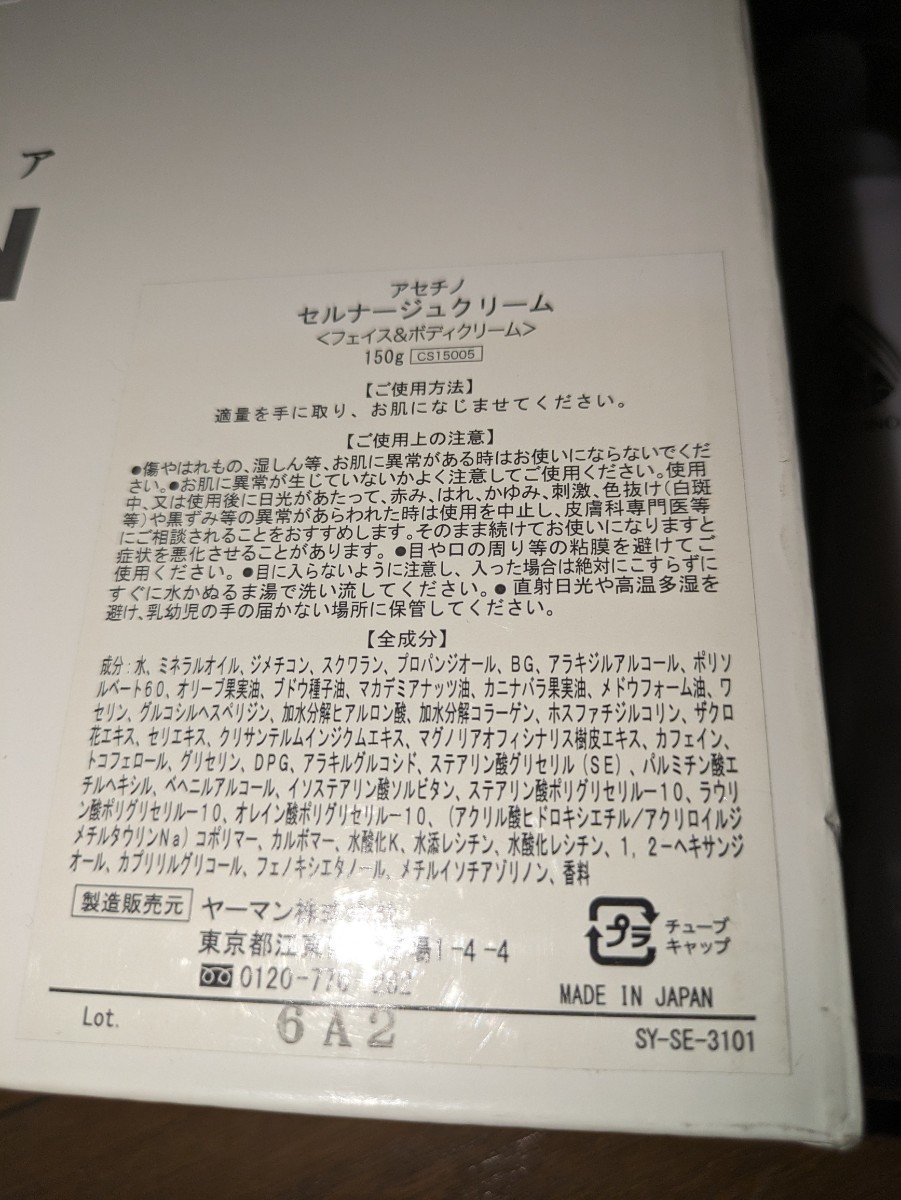 ア
N
アセチノ
セルナージュクリーム
<フェイス&ボディクリーム>
150g CS15005
【ご使用方法】
適量を手に取り、お肌になじませてください。
【ご使用上の注意】
●傷やはれもの、湿しん等、お肌に異常がある時はお使いにならないでくだ
さい。●お肌に異常が生じていないかよく注意してご使用ください。使用
中、又は使用後に日光があたって、赤み、はれ、かゆみ、刺激、色抜け(白斑
等)や黒ずみ等の異常があらわれた時は使用を中止し、皮膚科専門医等
にご相談されることをおすすめします。そのまま続けてお使いになりますと
症状を悪化させることがあります。●目や口の周り等の粘膜を避けてご
使用ください。●目に入らないように注意し、入った場合は絶対にこすらずに
すぐに水かぬるま湯で洗い流してください。●直射日光や高温多湿を
避け、乳幼児の手の届かない場所に保管してください。
【全成分】
成分:水、ミネラルオイル、ジメチコン、スクワラン、プロパンジオール、BG、アラキジルアルコール、ポリソ
ルベート60、オリーブ果実油、ブドウ種子油、マカデミアナッツ油、カニナバラ果実油、メドウフォーム油、ワ
セリン、グルコシルヘスペリジン、加水分解ヒアルロン酸、加水分解コラーゲン、ホスファチジルコリン、ザクロ
花エキス、セリエキス、クリサンテルムインジクムエキス、マグノリアオフィシナリス樹皮エキス、カフェイン、
トコフェロール、グリセリン、DPG、アラキルグルコシド、ステアリン酸グリセリル(SE)、パルミチン酸エ
チルヘキシル、ベヘニルアルコール、イソステアリン酸ソルビタン、ステアリン酸ポリグリセリル-10、ラウリ
ン酸ポリグリセリル-10、オレイン酸ポリグリセリル-10、(アクリル酸ヒドロキシエチル/アクリロイルジ
メチルタウリンNa)コポリマー、カルボマー、水酸化K、水添レシチン、水酸化レシチン、1,2-ヘキサンジ
オール、カプリリルグリコール、フェノキシエタノール、メチルイソチアゾリノン、香料
製造販売元 ヤーマン株式
東京都江 1-4-4
0120-77
プラ チューブ
キャップ
MADE IN JAPAN
Lot. 6A2 SY-SE-3101